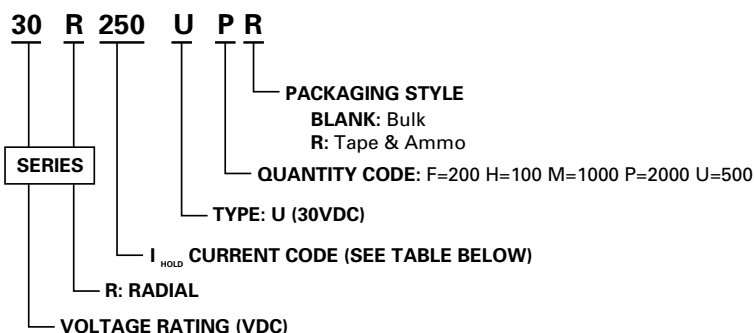 30 R 250 U P R
PACKAGING STYLE
BLANK: Bulk
R: Tape & Ammo
SERIES
QUANTITY CODE: F=200 H=100 M=1000 P=2000 U=500
TYPE: U (30VDC)
I HOLD CURRENT CODE (SEE TABLE BELOW)
R: RADIAL
VOLTAGE RATING (VDC)